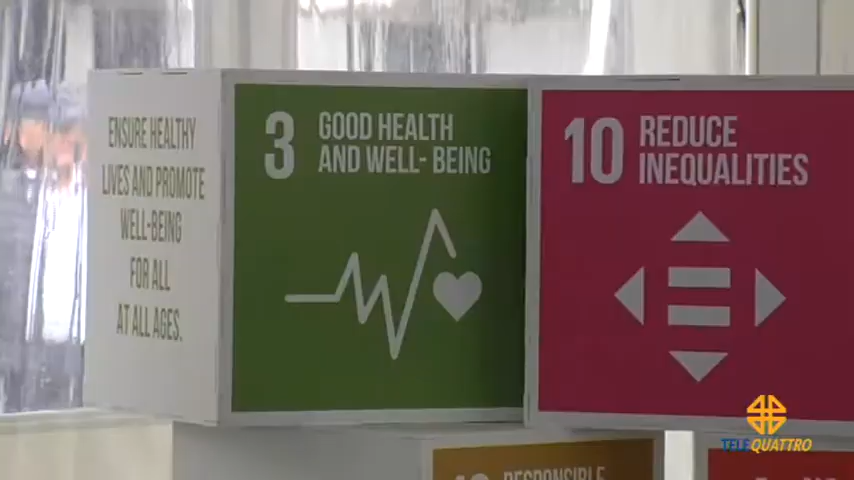 ENSURE HEALTHY
LIVES AND PROMOTE
WELL-BEING
FOR ALL
AT ALL AGES.
3 GOOD HEALTH
AND WELL- BEING
10 REDUCE
INEQUALITIES
RESPONSIBLE
TELEQUATTRO